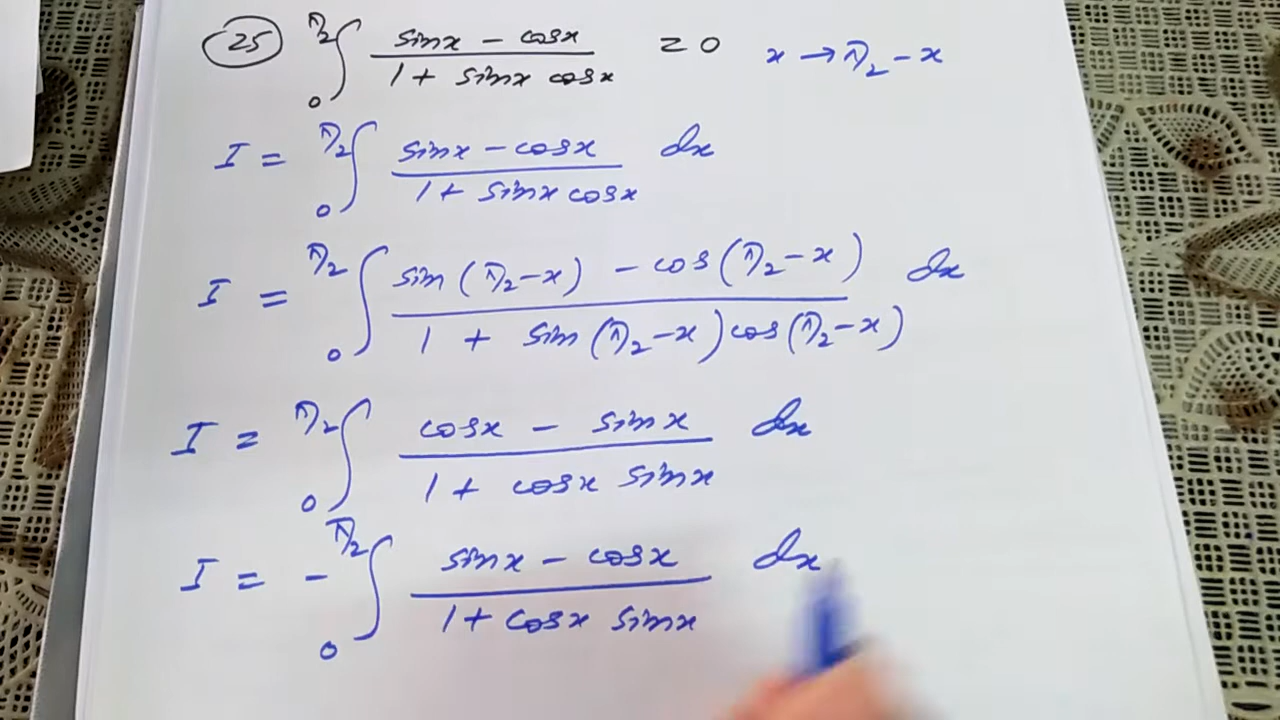 25 π/2 ∫ 0 sinx - cosx / 1 + sinx cosx = 0 x → π/2 - x
I = π/2 ∫ 0 sinx - cosx / 1 + sinx cosx dx
I = π/2 ∫ 0 sin (π/2 - x) - cos (π/2 - x) / 1 + sin (π/2 - x) cos (π/2 - x) dx
I = π/2 ∫ 0 cosx - sinx / 1 + cosx sinx dx
I = - π/2 ∫ 0 sinx - cosx / 1 + cosx sinx dx